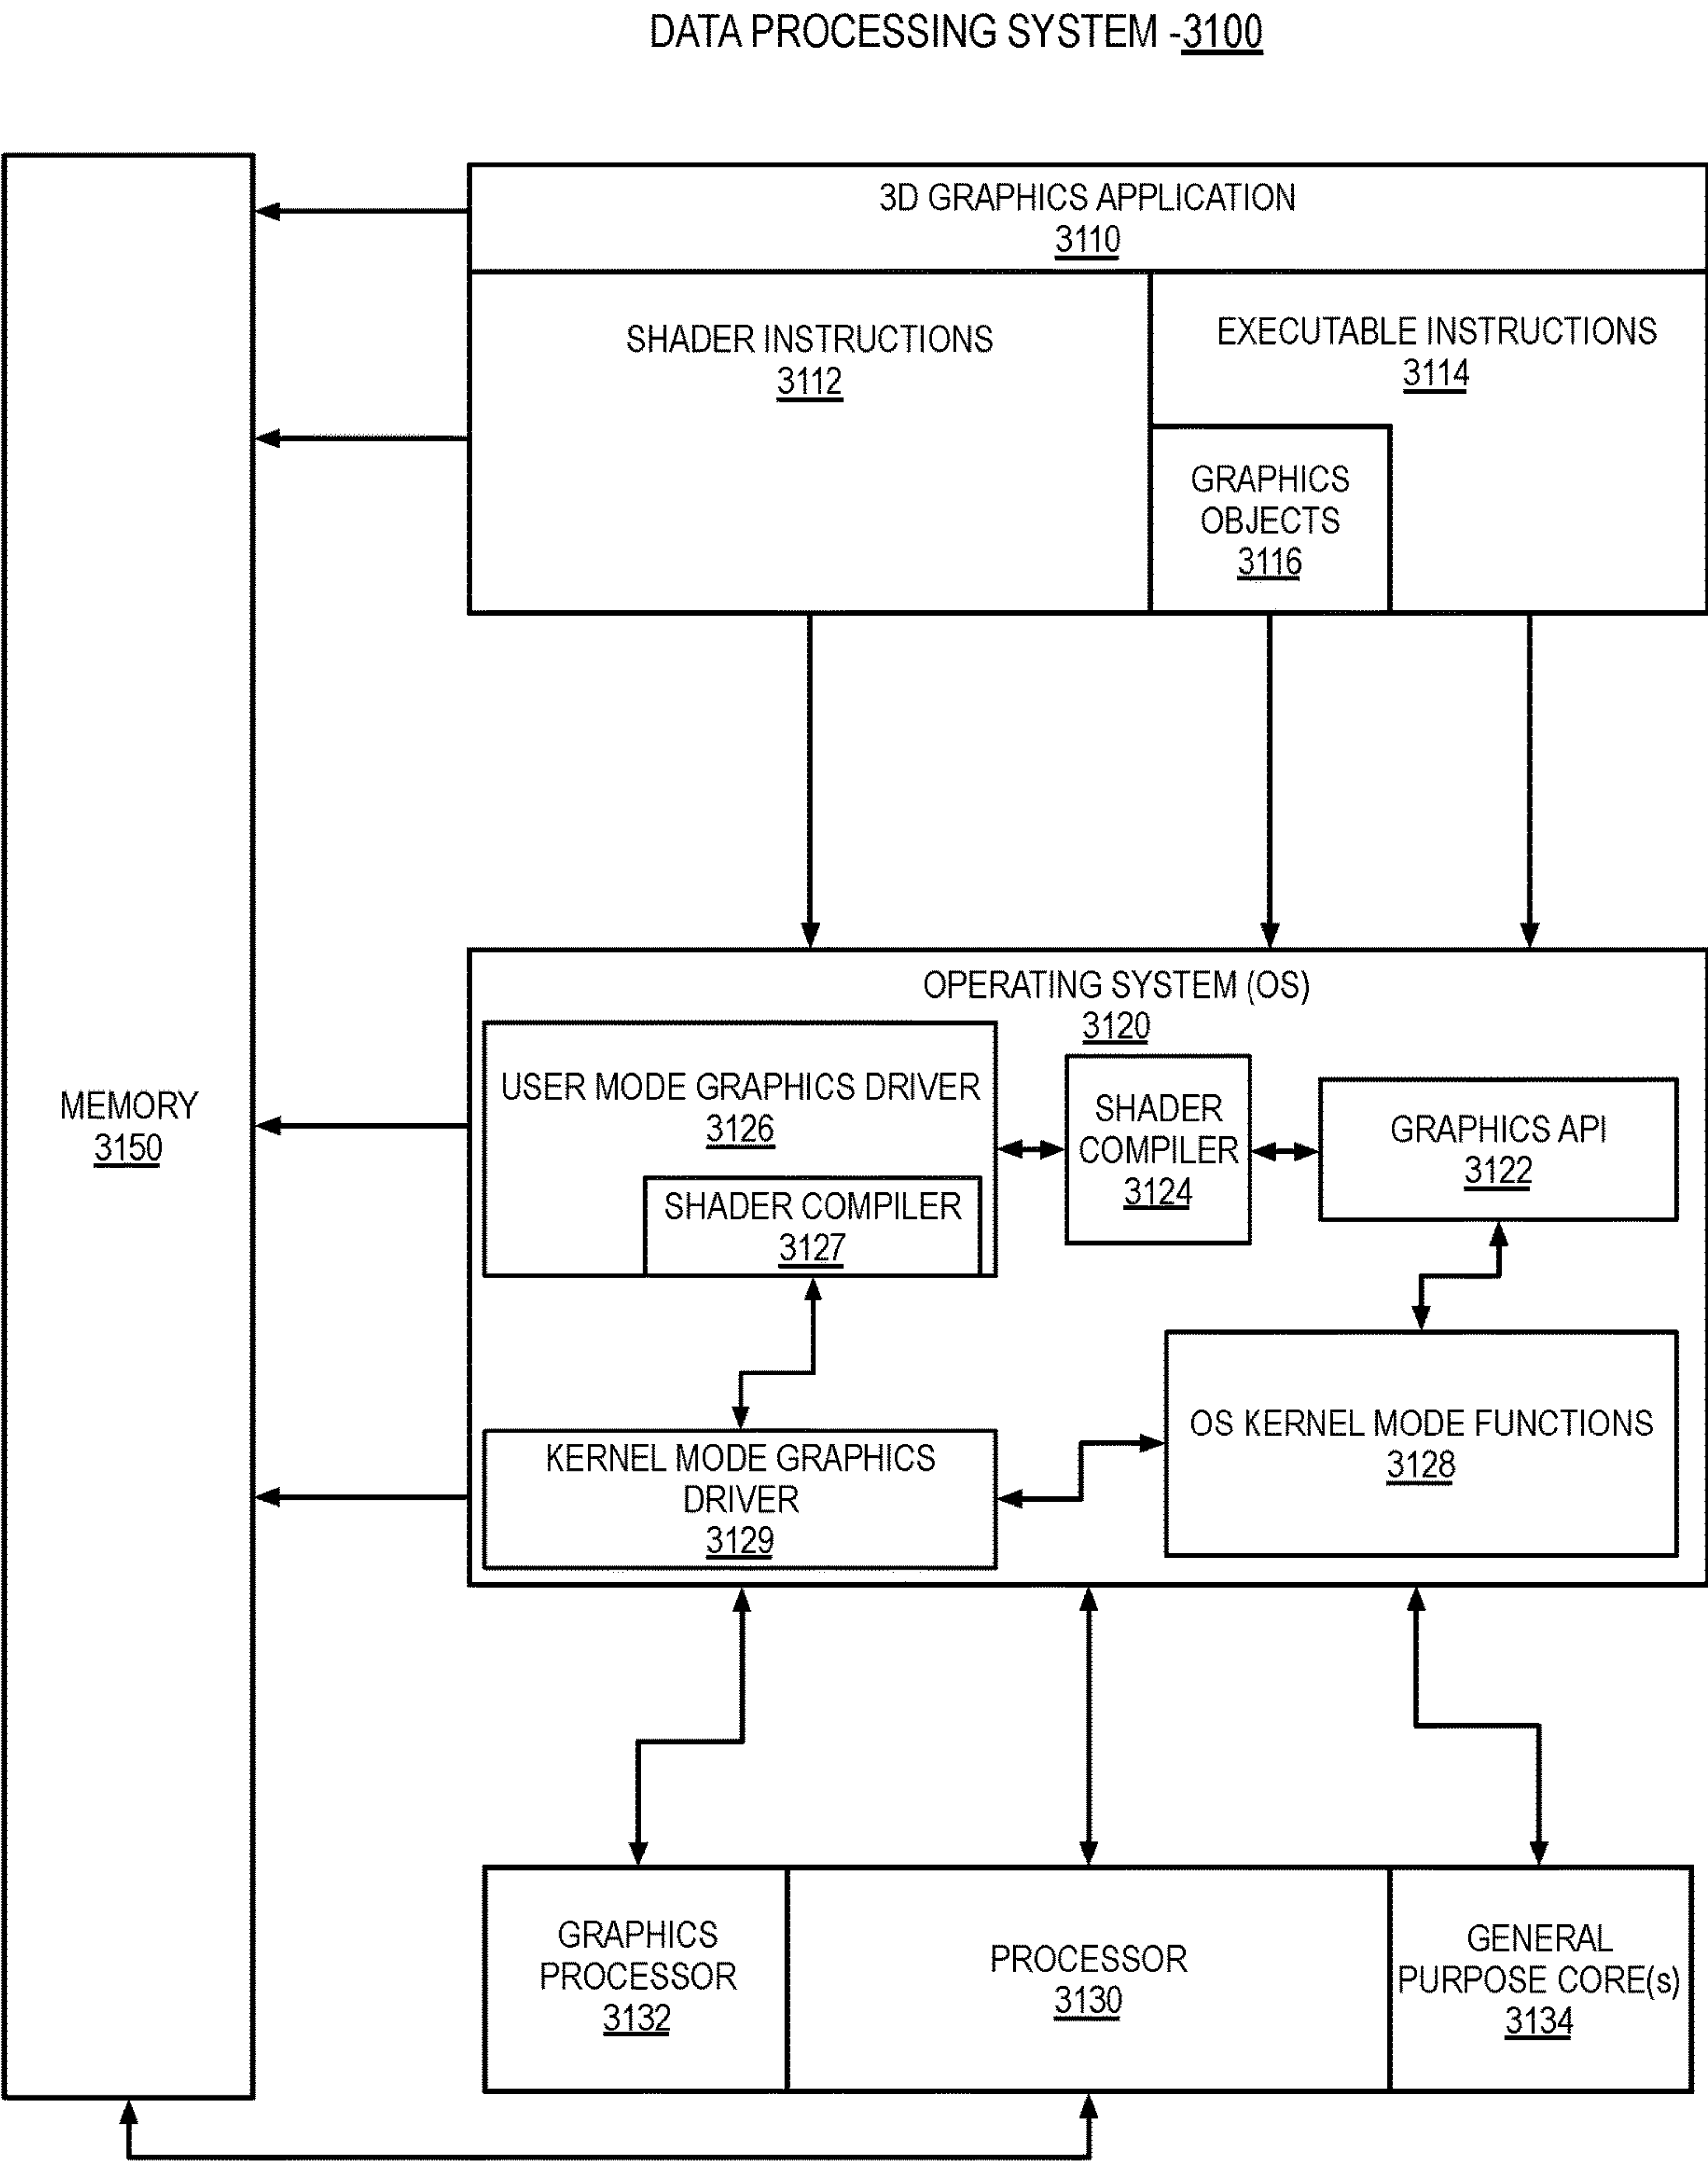 DATA PROCESSING SYSTEM -3100
3D GRAPHICS APPLICATION
3110
SHADER INSTRUCTIONS
3112
EXECUTABLE INSTRUCTIONS
3114
GRAPHICS
OBJECTS
3116
MEMORY
3150
OPERATING SYSTEM (OS)
3120
USER MODE GRAPHICS DRIVER
3126
SHADER COMPILER
3127
SHADER
COMPILER
3124
GRAPHICS API
3122
KERNEL MODE GRAPHICS
DRIVER
3129
OS KERNEL MODE FUNCTIONS
3128
GRAPHICS
PROCESSOR
3132
PROCESSOR
3130
GENERAL
PURPOSE CORE(s)
3134